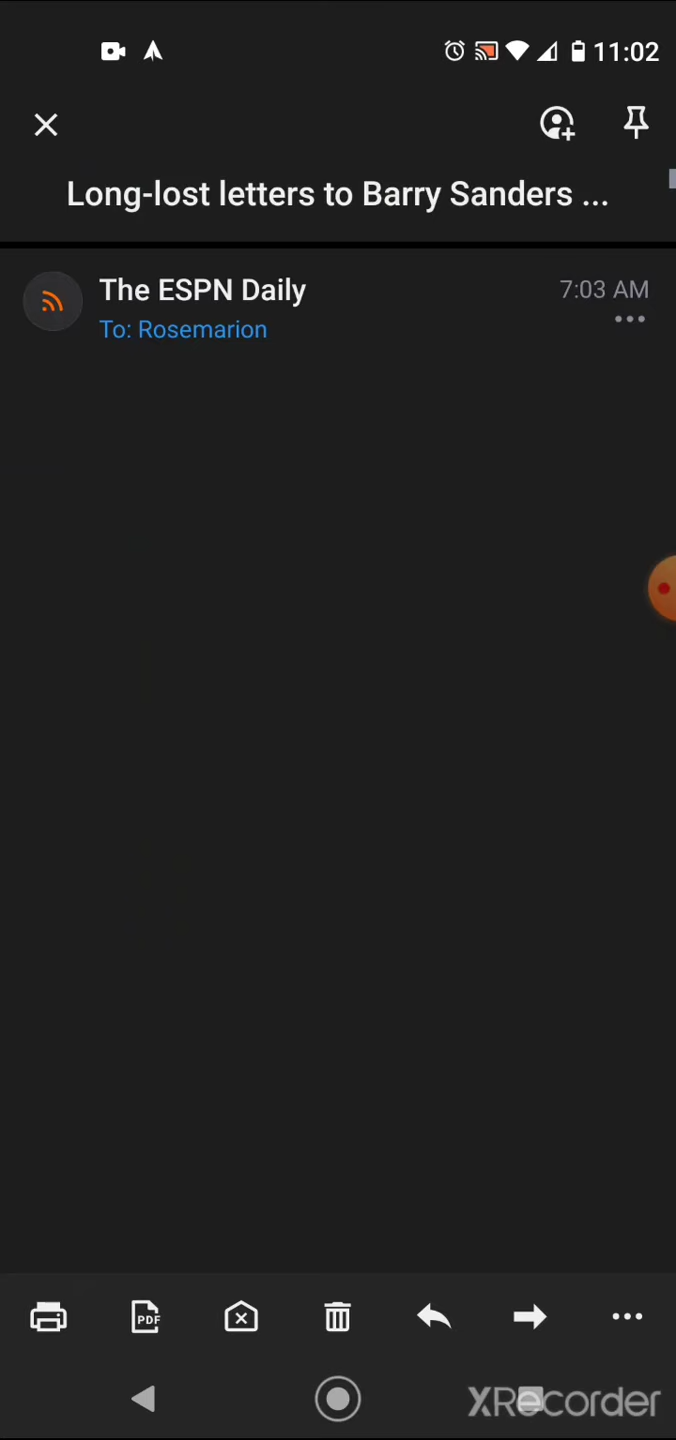 11:02
Long-lost letters to Barry Sanders ...
The ESPN Daily
7:03 AM
To: Rosemarion
PDF
XRecorder